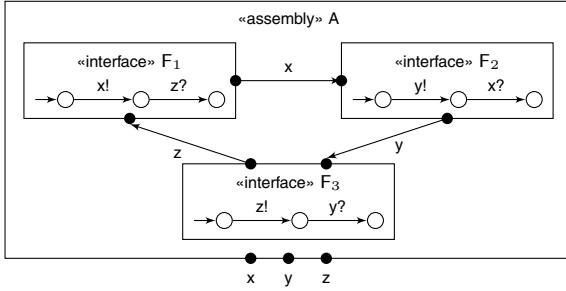 «assembly» A
«interface» F₁
x! z?
x
«interface» F₂
y! x?
z
y
«interface» F₃
z! y?
x y z